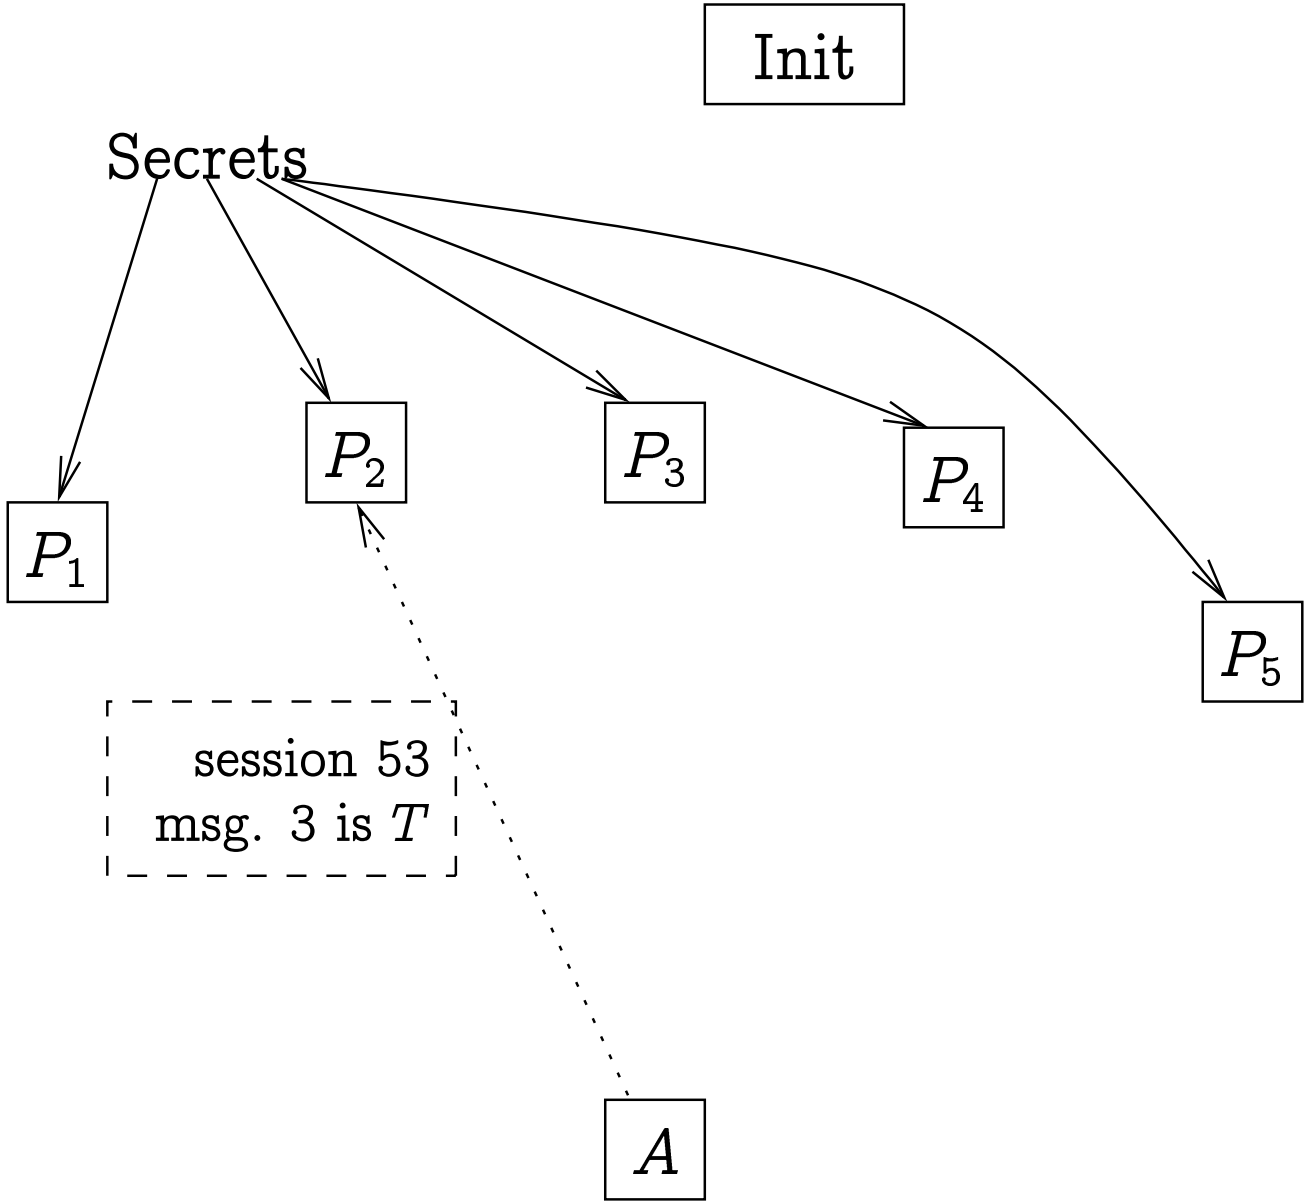 Init
Secrets
P₂
P₃
P₄
P₁
P₅
session 53
msg. 3 is T
A